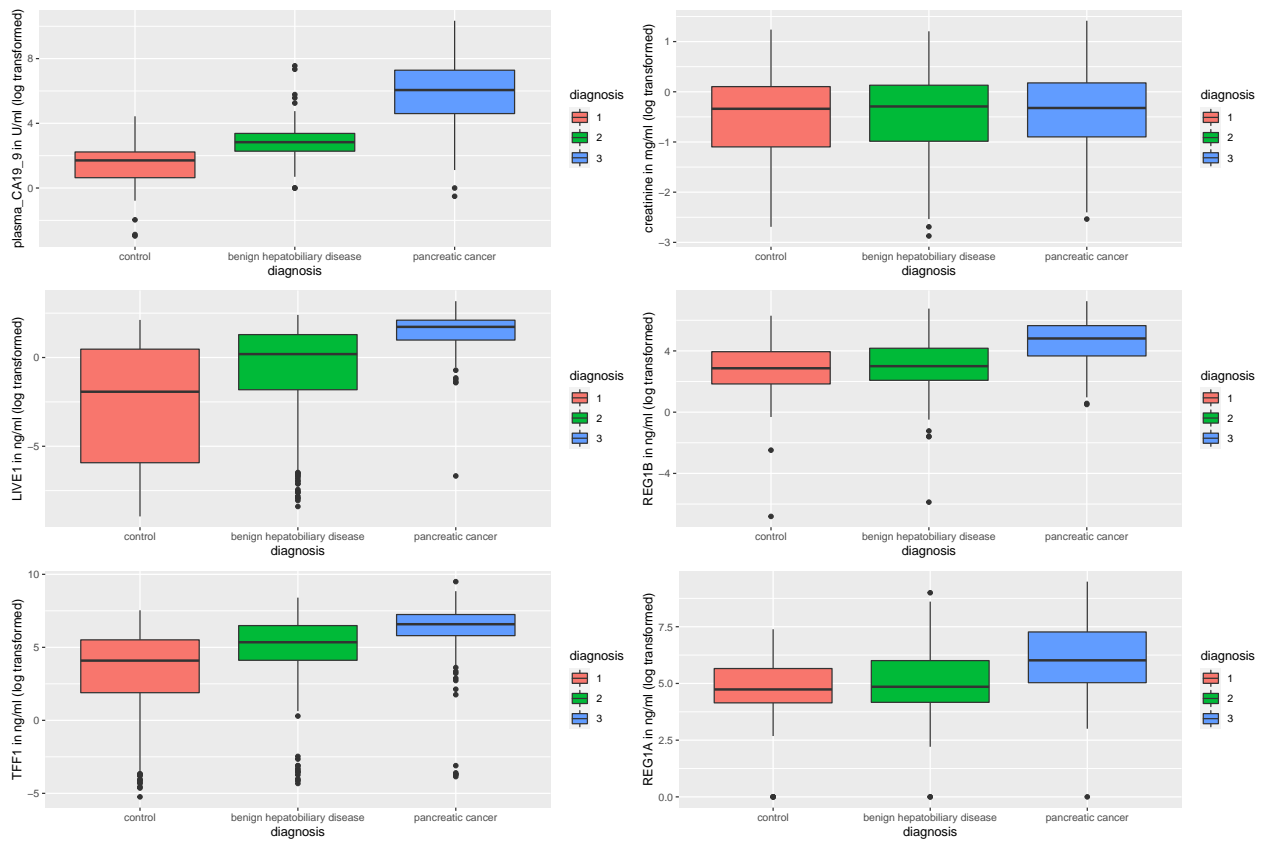 plasma_CA19_9 in U/ml (log transformed)
8
4
0
control
benign hepatobiliary disease
pancreatic cancer
diagnosis
diagnosis
1
2
3
creatinine in mg/ml (log transformed)
1
0
−1
−2
−3
control
benign hepatobiliary disease
pancreatic cancer
diagnosis
diagnosis
1
2
3
LIVE1 in ng/ml (log transformed)
0
−5
control
benign hepatobiliary disease
pancreatic cancer
diagnosis
diagnosis
1
2
3
REG1B in ng/ml (log transformed)
4
0
−4
control
benign hepatobiliary disease
pancreatic cancer
diagnosis
diagnosis
1
2
3
TFF1 in ng/ml (log transformed)
10
5
0
−5
control
benign hepatobiliary disease
pancreatic cancer
diagnosis
diagnosis
1
2
3
REG1A in ng/ml (log transformed)
7.5
5.0
2.5
0.0
control
benign hepatobiliary disease
pancreatic cancer
diagnosis
diagnosis
1
2
3